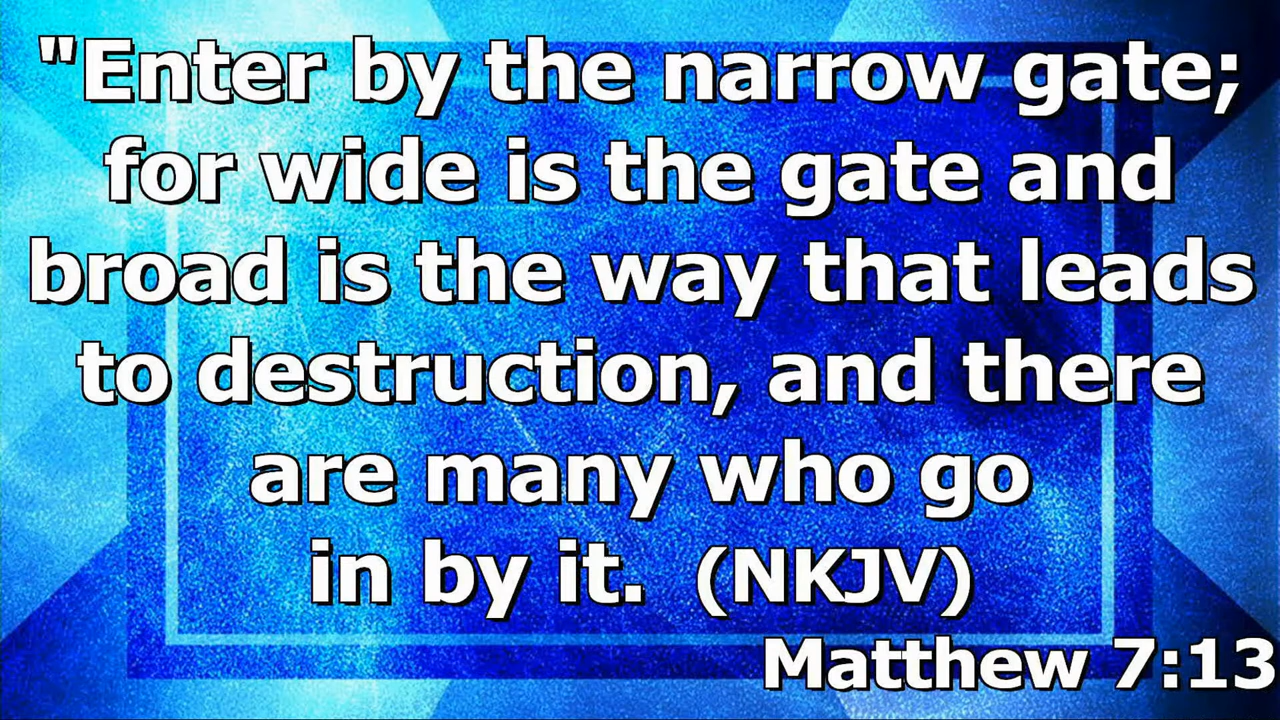 "Enter by the narrow gate;
for wide is the gate and
broad is the way that leads
to destruction, and there
are many who go
in by it. (NKJV)
Matthew 7:13